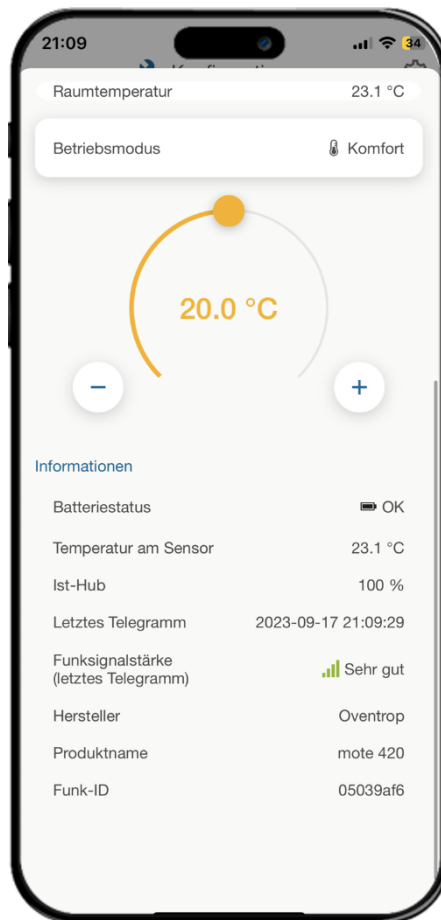 21:09
34
Raumtemperatur 23.1 °C
Betriebsmodus Komfort
20.0 °C
− +
Informationen
Batteriestatus OK
Temperatur am Sensor 23.1 °C
Ist-Hub 100 %
Letztes Telegramm 2023-09-17 21:09:29
Funksignalstärke
(letztes Telegramm) Sehr gut
Hersteller Oventrop
Produktname mote 420
Funk-ID 05039af6